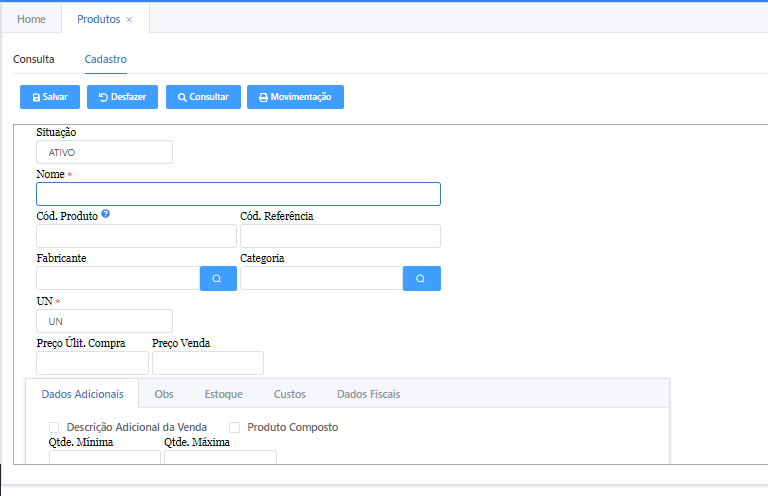 Home Produtos ×
Consulta Cadastro
Salvar Desfazer Consultar Movimentação
Situação
ATIVO
Nome *
Cód. Produto ? Cód. Referência
Fabricante Categoria
UN *
UN
Preço Úlit. Compra Preço Venda
Dados Adicionais Obs Estoque Custos Dados Fiscais
Descrição Adicional da Venda Produto Composto
Qtde. Mínima Qtde. Máxima